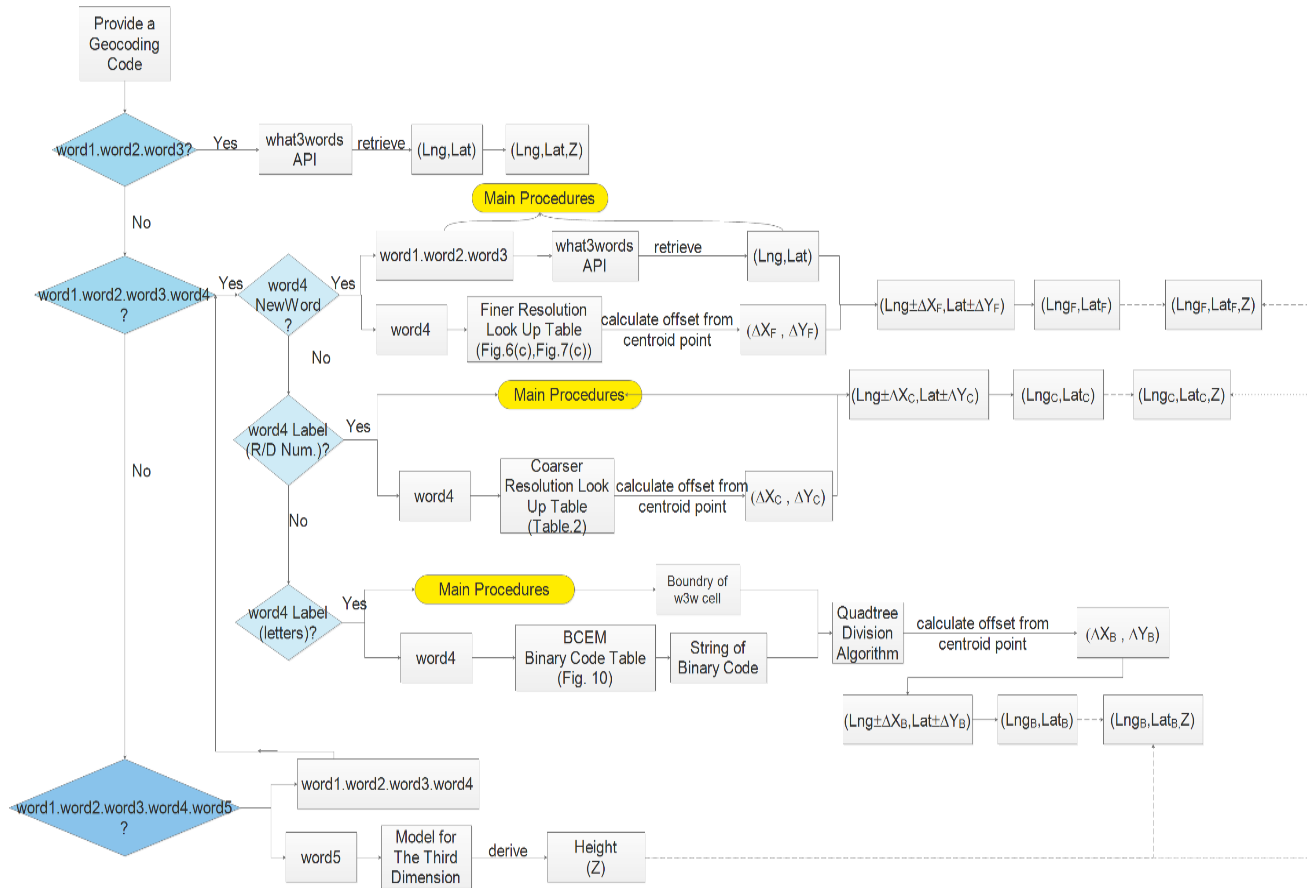 Provide a
Geocoding
Code
word1.word2.word3?
Yes
what3words
API
retrieve
(Lng,Lat)
(Lng,Lat,Z)
No
Main Procedures
word1.word2.word3.word4
?
Yes
word4
NewWord
?
Yes
word1.word2.word3
what3words
API
retrieve
(Lng,Lat)
word4
Finer Resolution
Look Up Table
(Fig.6(c),Fig.7(c))
calculate offset from
centroid point
(ΔXF , ΔYF)
(Lng±ΔXF,Lat±ΔYF)
(LngF,LatF)
(LngF,LatF,Z)
No
word4 Label
(R/D Num.)?
Yes
Main Procedures
word4
Coarser
Resolution Look
Up Table
(Table.2)
calculate offset from
centroid point
(ΔXC , ΔYC)
(Lng±ΔXC,Lat±ΔYC)
(LngC,LatC)
(LngC,LatC,Z)
No
No
word4 Label
(letters)?
Yes
Main Procedures
Boundry of
w3w cell
word4
BCEM
Binary Code Table
(Fig. 10)
String of
Binary Code
Quadtree
Division
Algorithm
calculate offset from
centroid point
(ΔXB , ΔYB)
(Lng±ΔXB,Lat±ΔYB)
(LngB,LatB)
(LngB,LatB,Z)
word1.word2.word3.word4.word5
?
word1.word2.word3.word4
word5
Model for
The Third
Dimension
derive
Height
(Z)